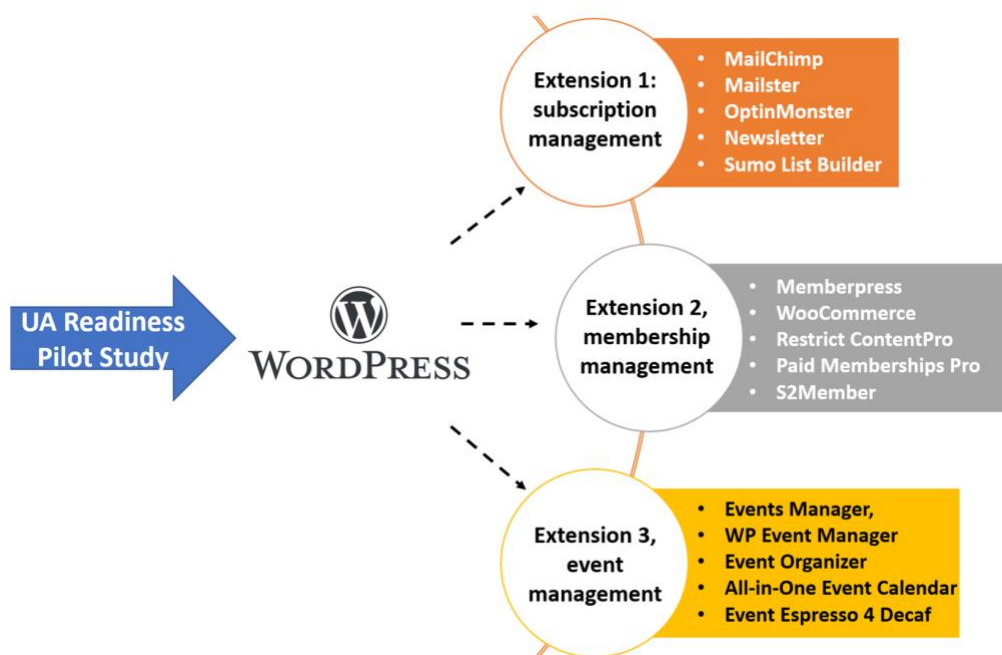 UA Readiness
Pilot Study
WORDPRESS
Extension 1:
subscription
management
• MailChimp
• Mailster
• OptinMonster
• Newsletter
• Sumo List Builder
Extension 2,
membership
management
• Memberpress
• WooCommerce
• Restrict ContentPro
• Paid Memberships Pro
• S2Member
Extension 3,
event
management
• Events Manager,
• WP Event Manager
• Event Organizer
• All-in-One Event Calendar
• Event Espresso 4 Decaf